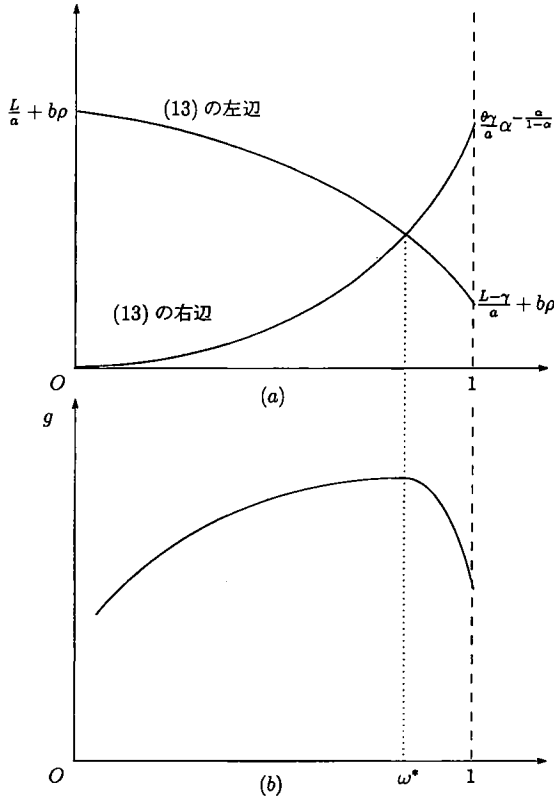 (13) の左辺
L/a + bρ
θγ/a α^{-α/(1-α)}
(13) の右辺
L-γ/a + bρ
O
1
(a)
g
O
ω*
1
(b)